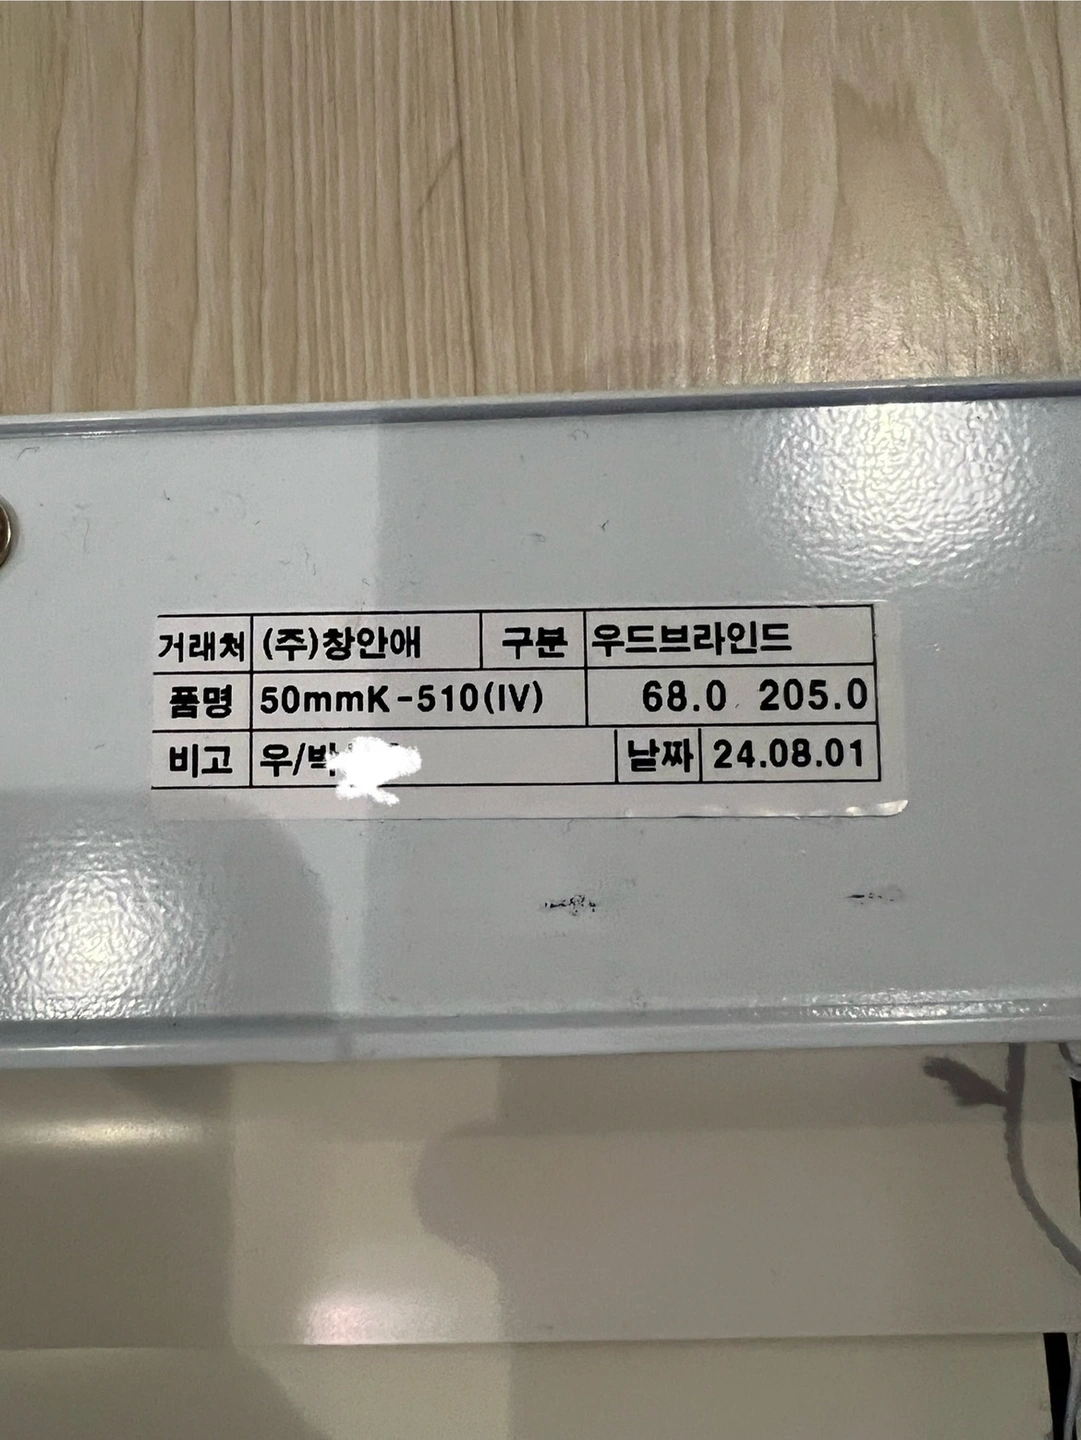 거래처 (주)창안애 구분 우드브라인드
품명 50mmK-510(IV) 68.0 205.0
비고 우/박 날짜 24.08.01